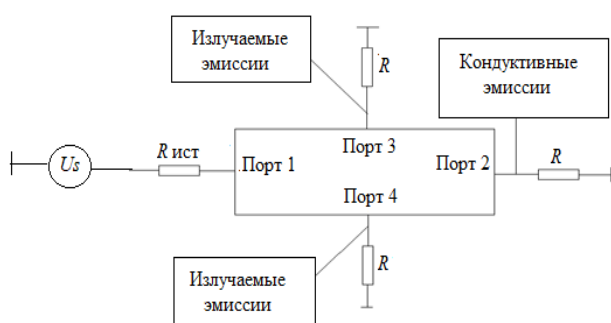 Излучаемые
эмиссии
R
Кондуктивные
эмиссии
Us
R ист
Порт 1
Порт 3
Порт 2
R
Порт 4
R
Излучаемые
эмиссии